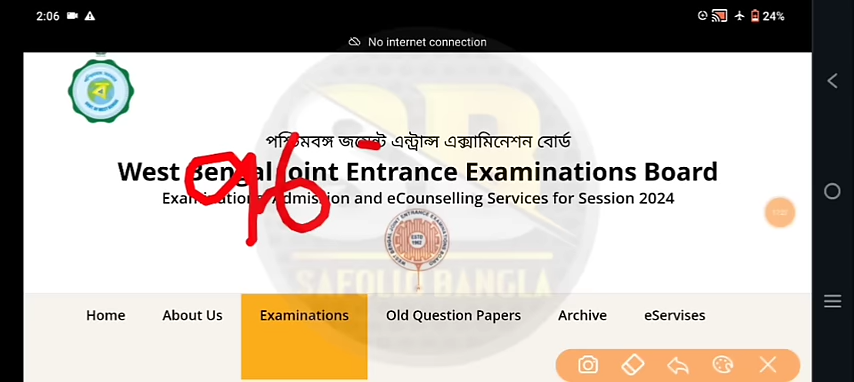 2:06
24%
No internet connection
পশ্চিমবঙ্গ জয়েন্ট এন্ট্রান্স এক্সামিনেশন বোর্ড
West Bengal Joint Entrance Examinations Board
Examinations, Admission and eCounselling Services for Session 2024
96
SAFOLLO BANGLA
Home About Us Examinations Old Question Papers Archive eServises